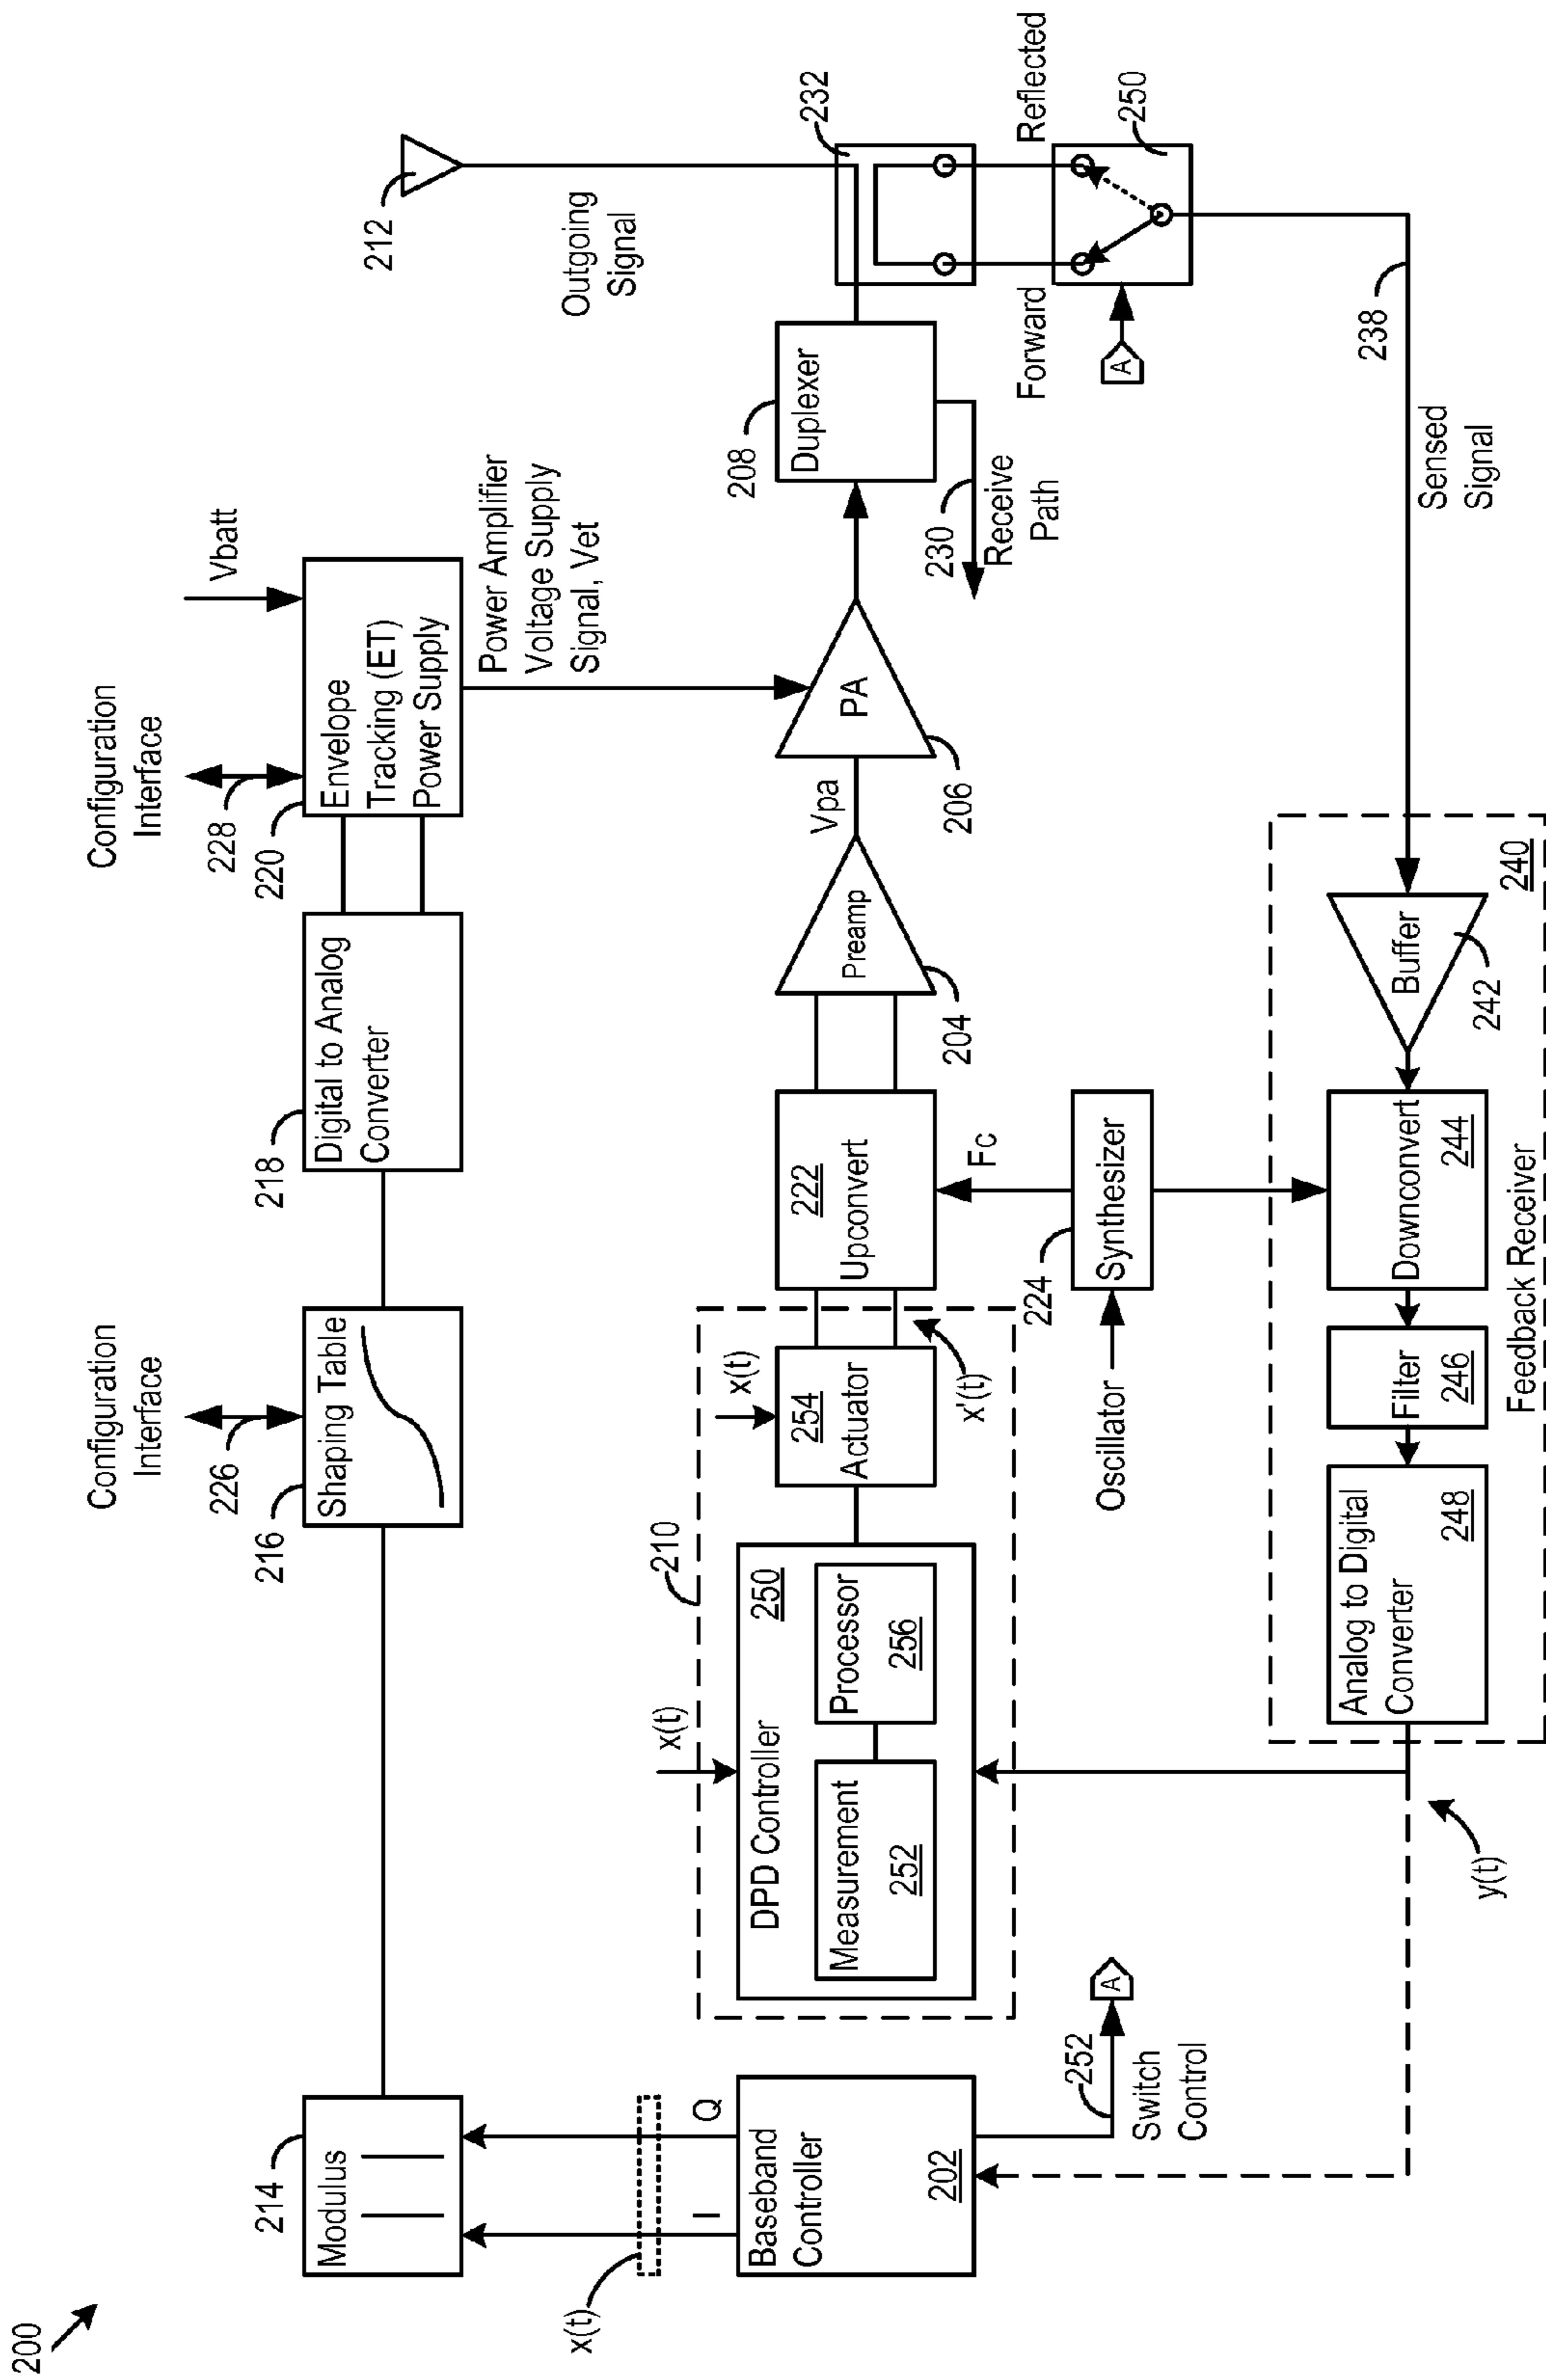 200
Configuration
Interface
226
Configuration
Interface
228
Vbatt
212
214
Modulus
| |
216
Shaping Table
218
Digital to Analog
Converter
220
Envelope
Tracking (ET)
Power Supply
Power Amplifier
Voltage Supply
Signal, Vet
Outgoing
Signal
x(t)
I
Q
Baseband
Controller
202
252
Switch
Control
A
210
x(t)
DPD Controller
250
Measurement
252
Processor
256
x(t)
254
Actuator
x'(t)
222
Upconvert
Fc
224
Synthesizer
Oscillator
Preamp
204
Vpa
PA
206
208
Duplexer
230
Receive
Path
232
Forward
Reflected
A
250
238
Sensed
Signal
240
Buffer
242
Downconvert
244
Filter
246
Analog to Digital
Converter
248
Feedback Receiver
y(t)